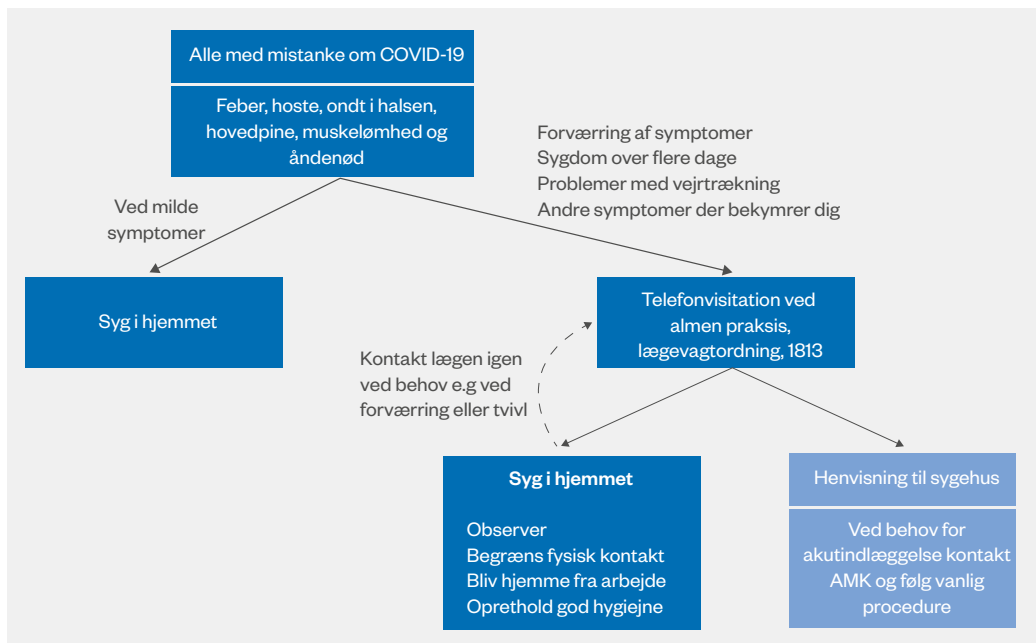 Alle med mistanke om COVID-19
Feber, hoste, ondt i halsen,
hovedpine, muskelømhed og
åndenød
Forværring af symptomer
Sygdom over flere dage
Problemer med vejrtrækning
Andre symptomer der bekymrer dig
Ved milde
symptomer
Syg i hjemmet
Telefonvisitation ved
almen praksis,
lægevagtordning, 1813
Kontakt lægen igen
ved behov e.g ved
forværring eller tvivl
Syg i hjemmet
Observer
Begræns fysisk kontakt
Bliv hjemme fra arbejde
Oprethold god hygiejne
Henvisning til sygehus
Ved behov for
akutindlæggelse kontakt
AMK og følg vanlig
procedure